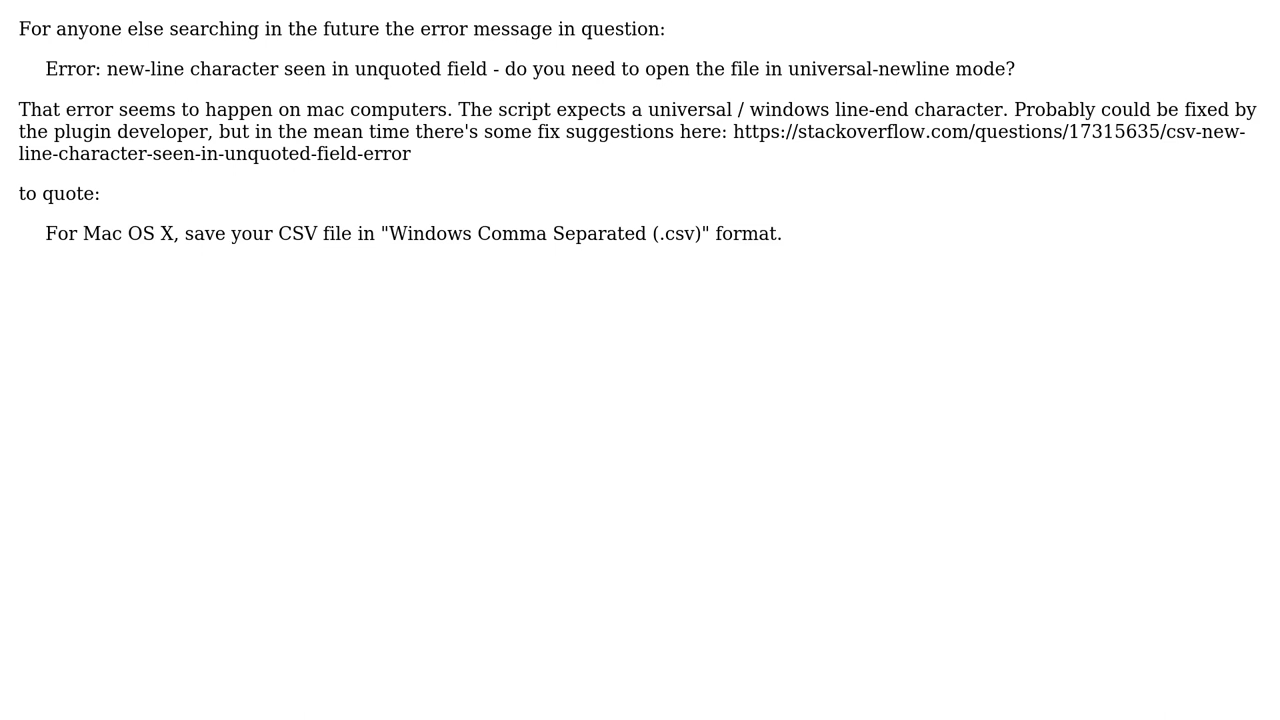 For anyone else searching in the future the error message in question:
Error: new-line character seen in unquoted field - do you need to open the file in universal-newline mode?
That error seems to happen on mac computers. The script expects a universal / windows line-end character. Probably could be fixed by
the plugin developer, but in the mean time there's some fix suggestions here: https://stackoverflow.com/questions/17315635/csv-new-
line-character-seen-in-unquoted-field-error
to quote:
For Mac OS X, save your CSV file in "Windows Comma Separated (.csv)" format.